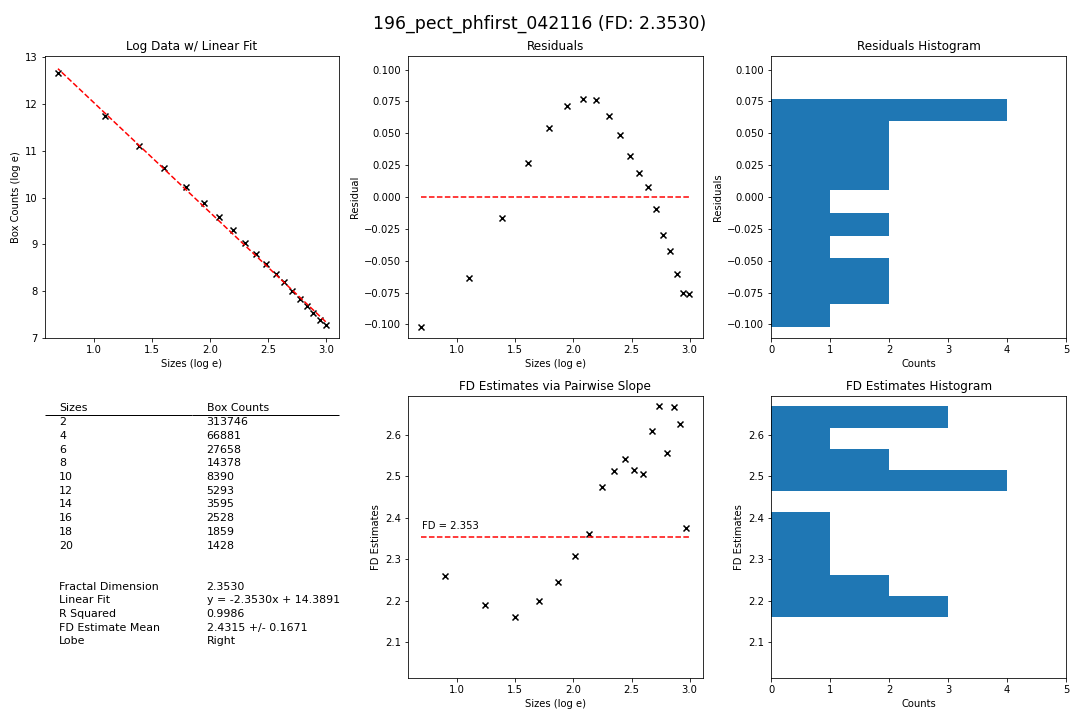 196_pect_phfirst_042116 (FD: 2.3530)
Log Data w/ Linear Fit
13
12
11
10
9
8
7
Box Counts (log e)
1.0 1.5 2.0 2.5 3.0
Sizes (log e)
Residuals
0.100
0.075
0.050
0.025
0.000
−0.025
−0.050
−0.075
−0.100
Residual
1.0 1.5 2.0 2.5 3.0
Sizes (log e)
Residuals Histogram
0.100
0.075
0.050
0.025
0.000
−0.025
−0.050
−0.075
−0.100
Residuals
0 1 2 3 4 5
Counts
Sizes Box Counts
2 313746
4 66881
6 27658
8 14378
10 8390
12 5293
14 3595
16 2528
18 1859
20 1428
Fractal Dimension 2.3530
Linear Fit y = -2.3530x + 14.3891
R Squared 0.9986
FD Estimate Mean 2.4315 +/- 0.1671
Lobe Right
FD Estimates via Pairwise Slope
2.6
2.5
2.4
2.3
2.2
2.1
FD Estimates
FD = 2.353
1.0 1.5 2.0 2.5 3.0
Sizes (log e)
FD Estimates Histogram
2.6
2.5
2.4
2.3
2.2
2.1
FD Estimates
0 1 2 3 4 5
Counts